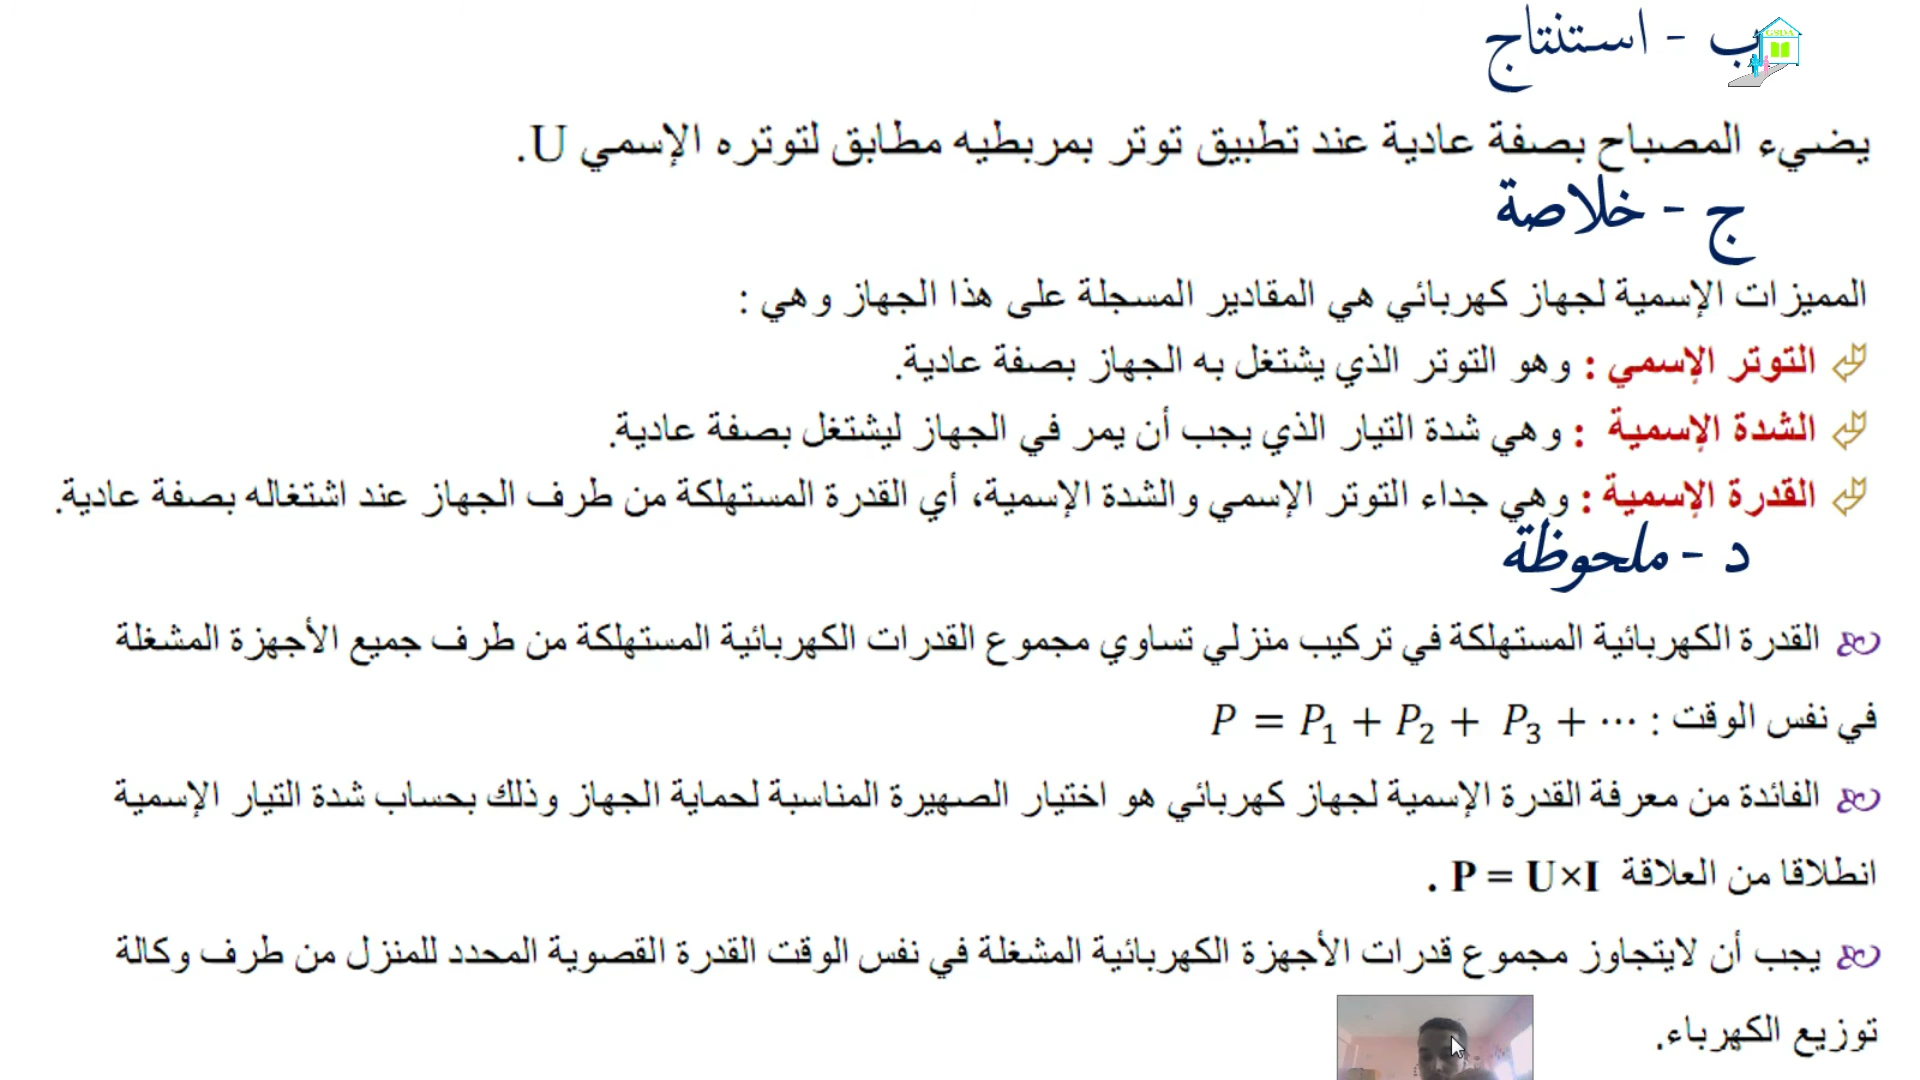 ب - استنتاج
GSDA
يضيء المصباح بصفة عادية عند تطبيق توتر بمربطيه مطابق لتوتره الإسمي U.
ج - خلاصة
المميزات الإسمية لجهاز كهربائي هي المقادير المسجلة على هذا الجهاز وهي :
التوتر الإسمي : وهو التوتر الذي يشتغل به الجهاز بصفة عادية.
الشدة الإسمية : وهي شدة التيار الذي يجب أن يمر في الجهاز ليشتغل بصفة عادية.
القدرة الإسمية : وهي جداء التوتر الإسمي والشدة الإسمية، أي القدرة المستهلكة من طرف الجهاز عند اشتغاله بصفة عادية.
د - ملحوظة
القدرة الكهربائية المستهلكة في تركيب منزلي تساوي مجموع القدرات الكهربائية المستهلكة من طرف جميع الأجهزة المشغلة
في نفس الوقت : P = P₁ + P₂ + P₃ + ⋯
الفائدة من معرفة القدرة الإسمية لجهاز كهربائي هو اختيار الصهيرة المناسبة لحماية الجهاز وذلك بحساب شدة التيار الإسمية
انطلاقا من العلاقة P = U×I .
يجب أن لايتجاوز مجموع قدرات الأجهزة الكهربائية المشغلة في نفس الوقت القدرة القصوية المحدد للمنزل من طرف وكالة
توزيع الكهرباء.